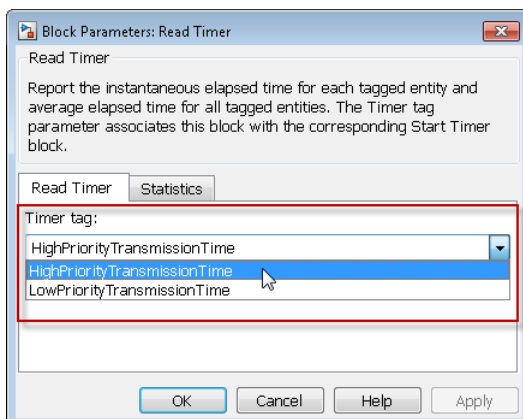 Block Parameters: Read Timer
Read Timer
Report the instantaneous elapsed time for each tagged entity and
average elapsed time for all tagged entities. The Timer tag
parameter associates this block with the corresponding Start Timer
block.
Read Timer Statistics
Timer tag:
HighPriorityTransmissionTime
HighPriorityTransmissionTime
LowPriorityTransmissionTime
OK Cancel Help Apply